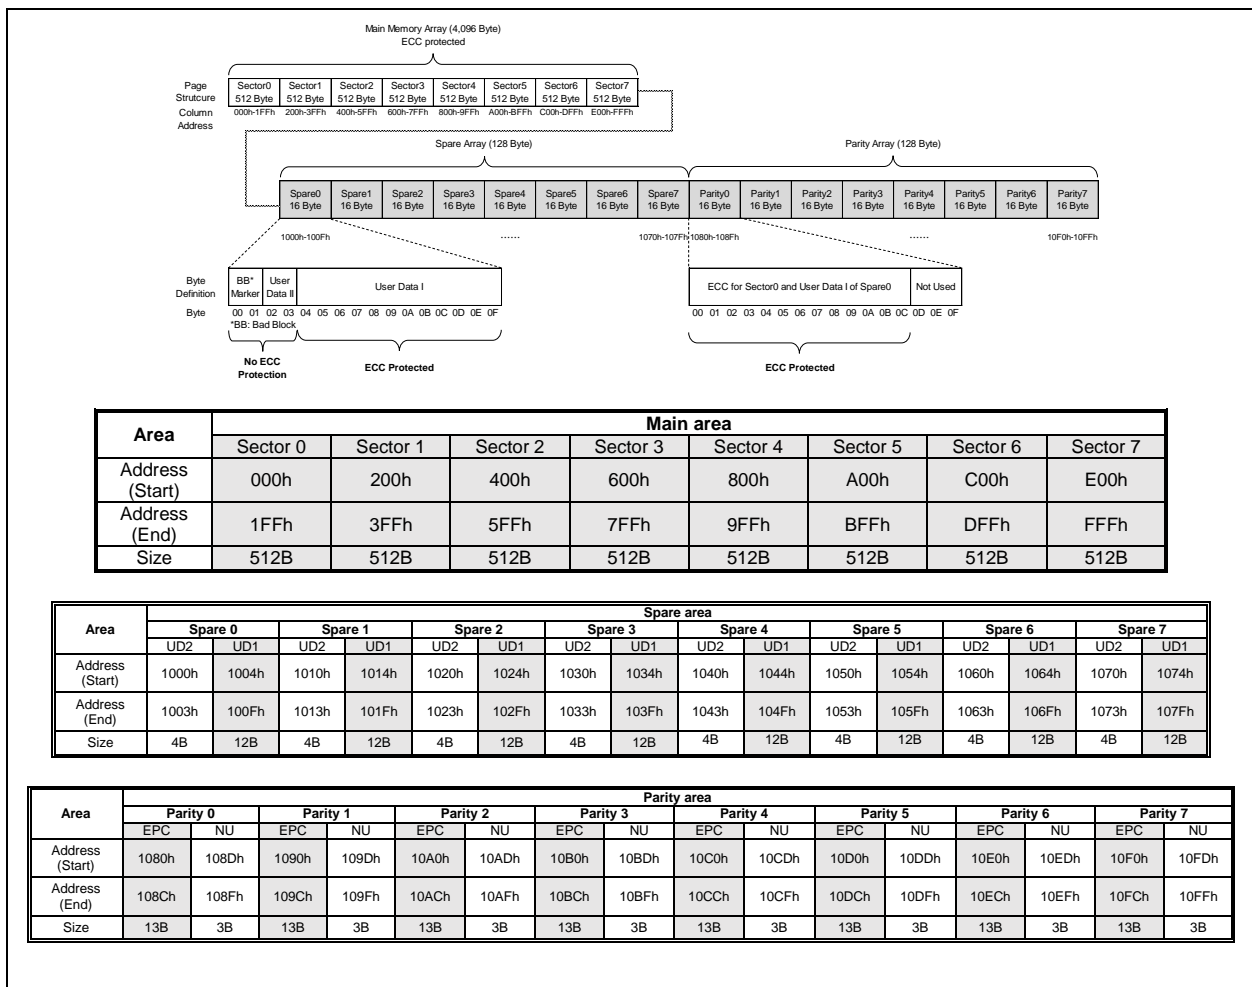 Main Memory Array (4,096 Byte)
ECC protected
Page Strutcure
Sector0 Sector1 Sector2 Sector3 Sector4 Sector5 Sector6 Sector7
512 Byte 512 Byte 512 Byte 512 Byte 512 Byte 512 Byte 512 Byte 512 Byte
Column Address
000h-1FFh 200h-3FFh 400h-5FFh 600h-7FFh 800h-9FFh A00h-BFFh C00h-DFFh E00h-FFFh
Spare Array (128 Byte) Parity Array (128 Byte)
Spare0 Spare1 Spare2 Spare3 Spare4 Spare5 Spare6 Spare7 Parity0 Parity1 Parity2 Parity3 Parity4 Parity5 Parity6 Parity7
16 Byte 16 Byte 16 Byte 16 Byte 16 Byte 16 Byte 16 Byte 16 Byte 16 Byte 16 Byte 16 Byte 16 Byte 16 Byte 16 Byte 16 Byte 16 Byte
1000h-100Fh ...... 1070h-107Fh 1080h-108Fh ...... 10F0h-10FFh
Byte Definition
BB* Marker User Data II User Data I ECC for Sector0 and User Data I of Spare0 Not Used
Byte 00 01 02 03 04 05 06 07 08 09 0A 0B 0C 0D 0E 0F 00 01 02 03 04 05 06 07 08 09 0A 0B 0C 0D 0E 0F
*BB: Bad Block
No ECC Protection ECC Protected ECC Protected
Area Main area
Sector 0 Sector 1 Sector 2 Sector 3 Sector 4 Sector 5 Sector 6 Sector 7
Address (Start) 000h 200h 400h 600h 800h A00h C00h E00h
Address (End) 1FFh 3FFh 5FFh 7FFh 9FFh BFFh DFFh FFFh
Size 512B 512B 512B 512B 512B 512B 512B 512B
Area Spare area
Spare 0 Spare 1 Spare 2 Spare 3 Spare 4 Spare 5 Spare 6 Spare 7
UD2 UD1 UD2 UD1 UD2 UD1 UD2 UD1 UD2 UD1 UD2 UD1 UD2 UD1 UD2 UD1
Address (Start) 1000h 1004h 1010h 1014h 1020h 1024h 1030h 1034h 1040h 1044h 1050h 1054h 1060h 1064h 1070h 1074h
Address (End) 1003h 100Fh 1013h 101Fh 1023h 102Fh 1033h 103Fh 1043h 104Fh 1053h 105Fh 1063h 106Fh 1073h 107Fh
Size 4B 12B 4B 12B 4B 12B 4B 12B 4B 12B 4B 12B 4B 12B 4B 12B
Area Parity area
Parity 0 Parity 1 Parity 2 Parity 3 Parity 4 Parity 5 Parity 6 Parity 7
EPC NU EPC NU EPC NU EPC NU EPC NU EPC NU EPC NU EPC NU
Address (Start) 1080h 108Dh 1090h 109Dh 10A0h 10ADh 10B0h 10BDh 10C0h 10CDh 10D0h 10DDh 10E0h 10EDh 10F0h 10FDh
Address (End) 108Ch 108Fh 109Ch 109Fh 10ACh 10AFh 10BCh 10BFh 10CCh 10CFh 10DCh 10DFh 10ECh 10EFh 10FCh 10FFh
Size 13B 3B 13B 3B 13B 3B 13B 3B 13B 3B 13B 3B 13B 3B 13B 3B